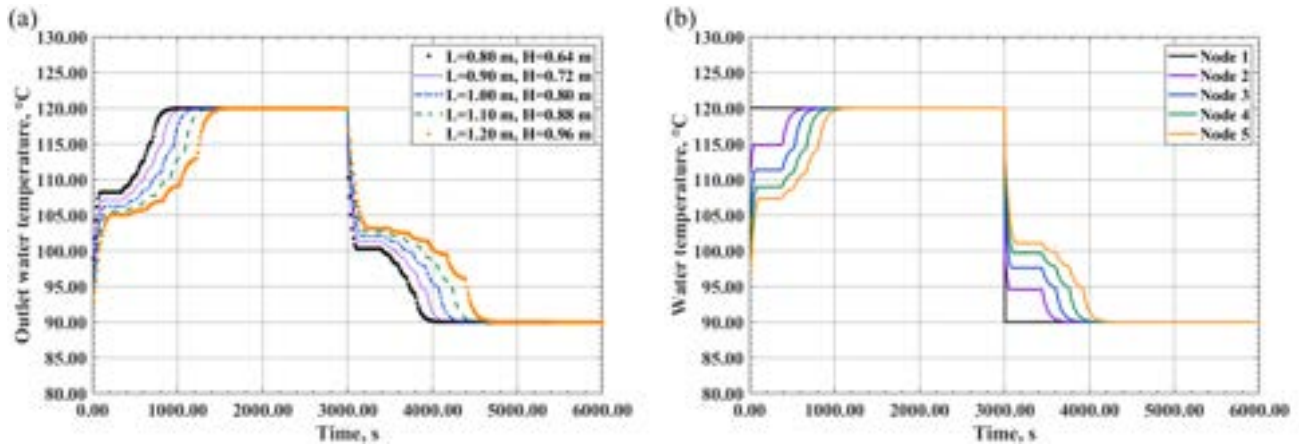 (a)
Outlet water temperature, °C
130.00
125.00
120.00
115.00
110.00
105.00
100.00
95.00
90.00
85.00
80.00
L=0.80 m, H=0.64 m
L=0.90 m, H=0.72 m
L=1.00 m, H=0.80 m
L=1.10 m, H=0.88 m
L=1.20 m, H=0.96 m
0.00 1000.00 2000.00 3000.00 4000.00 5000.00 6000.00
Time, s
(b)
Water temperature, °C
130.00
125.00
120.00
115.00
110.00
105.00
100.00
95.00
90.00
85.00
80.00
Node 1
Node 2
Node 3
Node 4
Node 5
0.00 1000.00 2000.00 3000.00 4000.00 5000.00 6000.00
Time, s